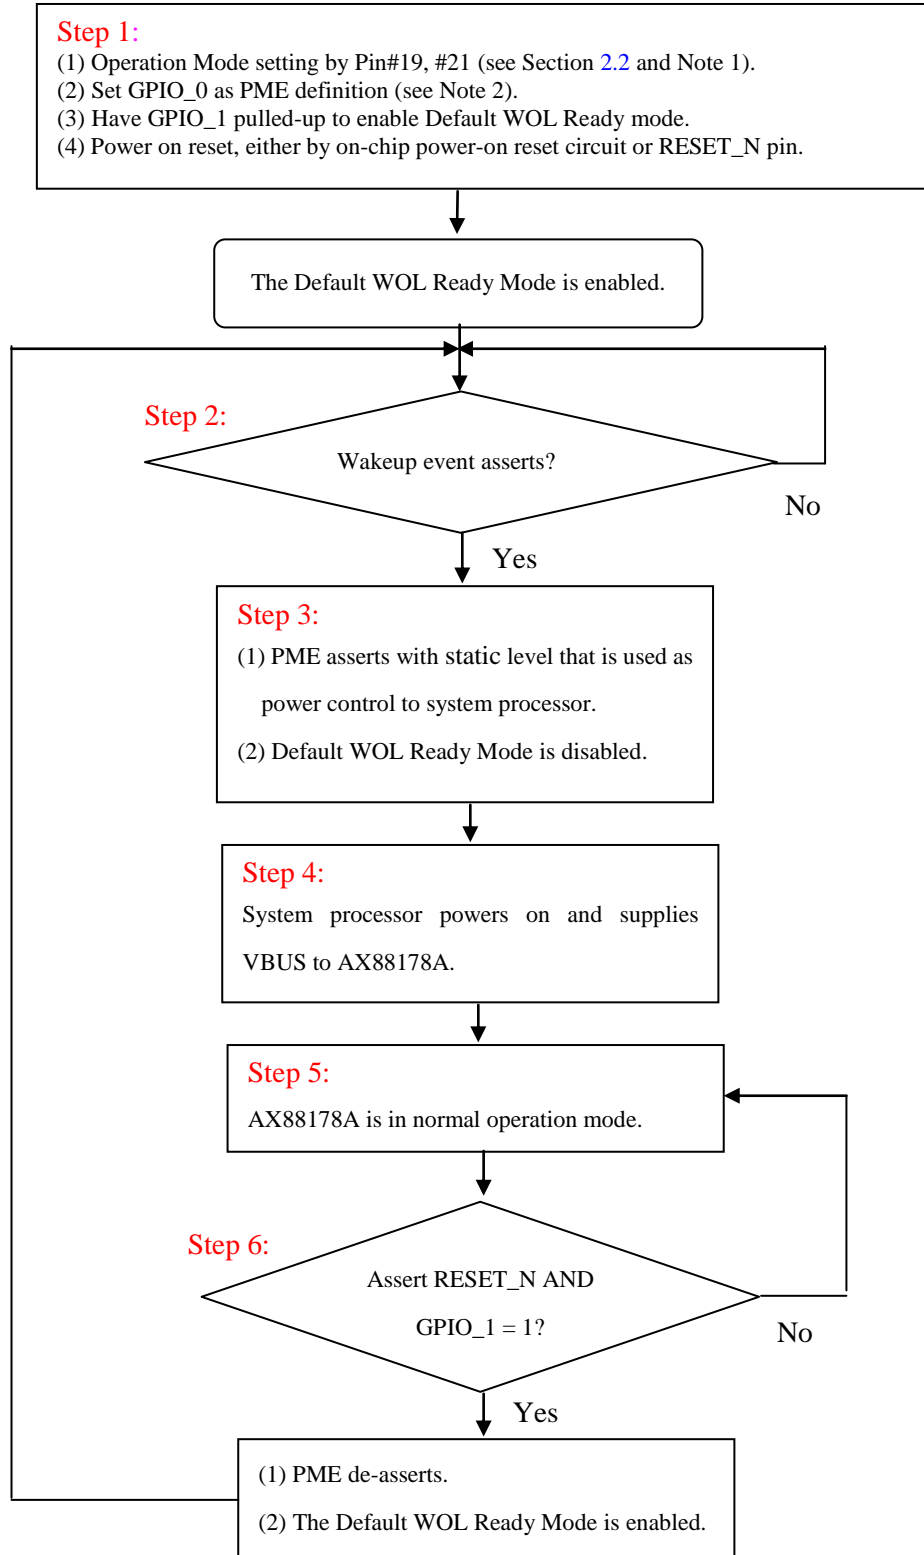 Step 1:
(1) Operation Mode setting by Pin#19, #21 (see Section 2.2 and Note 1).
(2) Set GPIO_0 as PME definition (see Note 2).
(3) Have GPIO_1 pulled-up to enable Default WOL Ready mode.
(4) Power on reset, either by on-chip power-on reset circuit or RESET_N pin.
The Default WOL Ready Mode is enabled.
Step 2:
Wakeup event asserts?
No
Yes
Step 3:
(1) PME asserts with static level that is used as
power control to system processor.
(2) Default WOL Ready Mode is disabled.
Step 4:
System processor powers on and supplies
VBUS to AX88178A.
Step 5:
AX88178A is in normal operation mode.
Step 6:
Assert RESET_N AND
GPIO_1 = 1?
No
Yes
(1) PME de-asserts.
(2) The Default WOL Ready Mode is enabled.